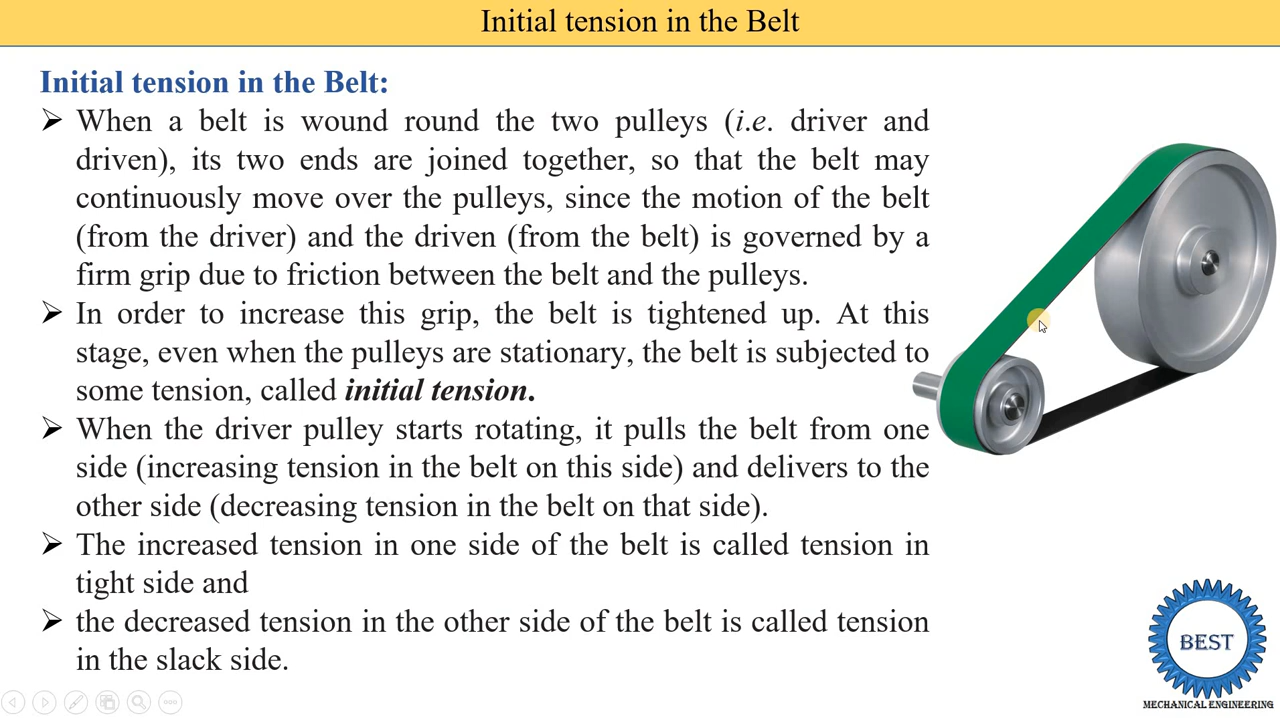 Initial tension in the Belt
Initial tension in the Belt:
➢ When a belt is wound round the two pulleys (i.e. driver and
driven), its two ends are joined together, so that the belt may
continuously move over the pulleys, since the motion of the belt
(from the driver) and the driven (from the belt) is governed by a
firm grip due to friction between the belt and the pulleys.
➢ In order to increase this grip, the belt is tightened up. At this
stage, even when the pulleys are stationary, the belt is subjected to
some tension, called initial tension.
➢ When the driver pulley starts rotating, it pulls the belt from one
side (increasing tension in the belt on this side) and delivers to the
other side (decreasing tension in the belt on that side).
➢ The increased tension in one side of the belt is called tension in
tight side and
➢ the decreased tension in the other side of the belt is called tension
in the slack side.
BEST
MECHANICAL ENGINEERING